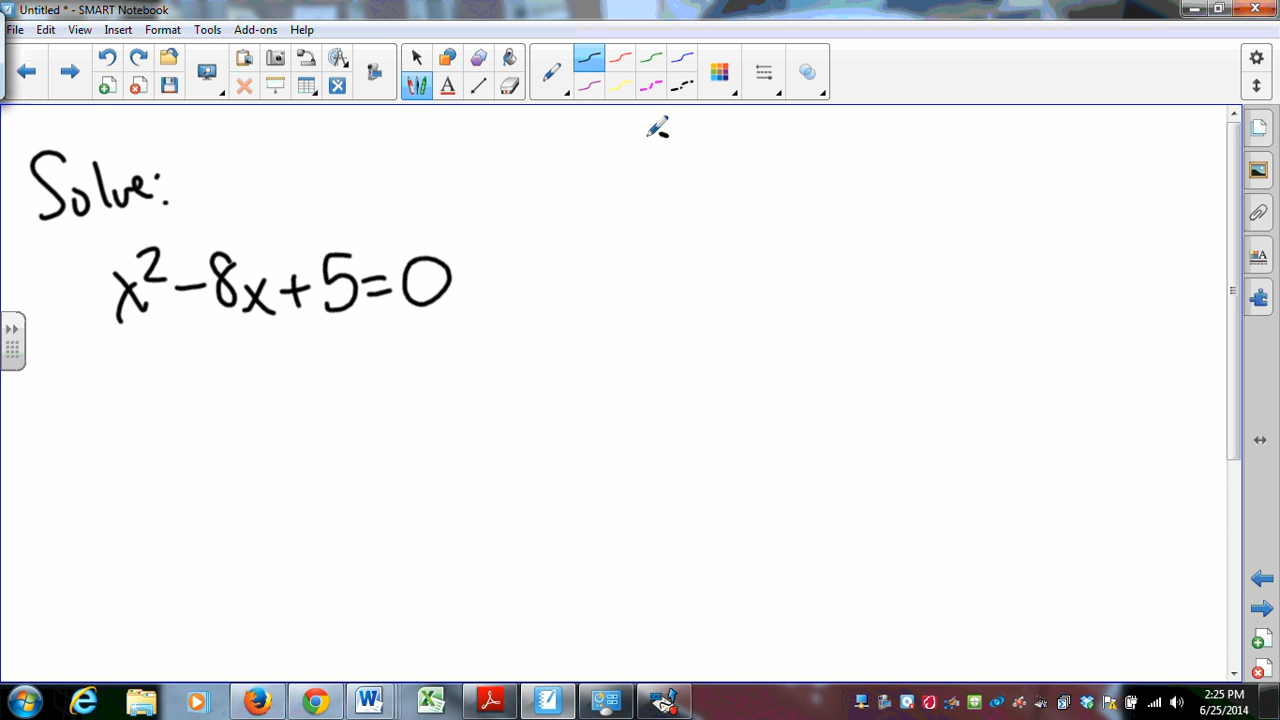 Untitled * - SMART Notebook
File Edit View Insert Format Tools Add-ons Help
Solve:
x² - 8x + 5 = 0
2:25 PM
6/25/2014